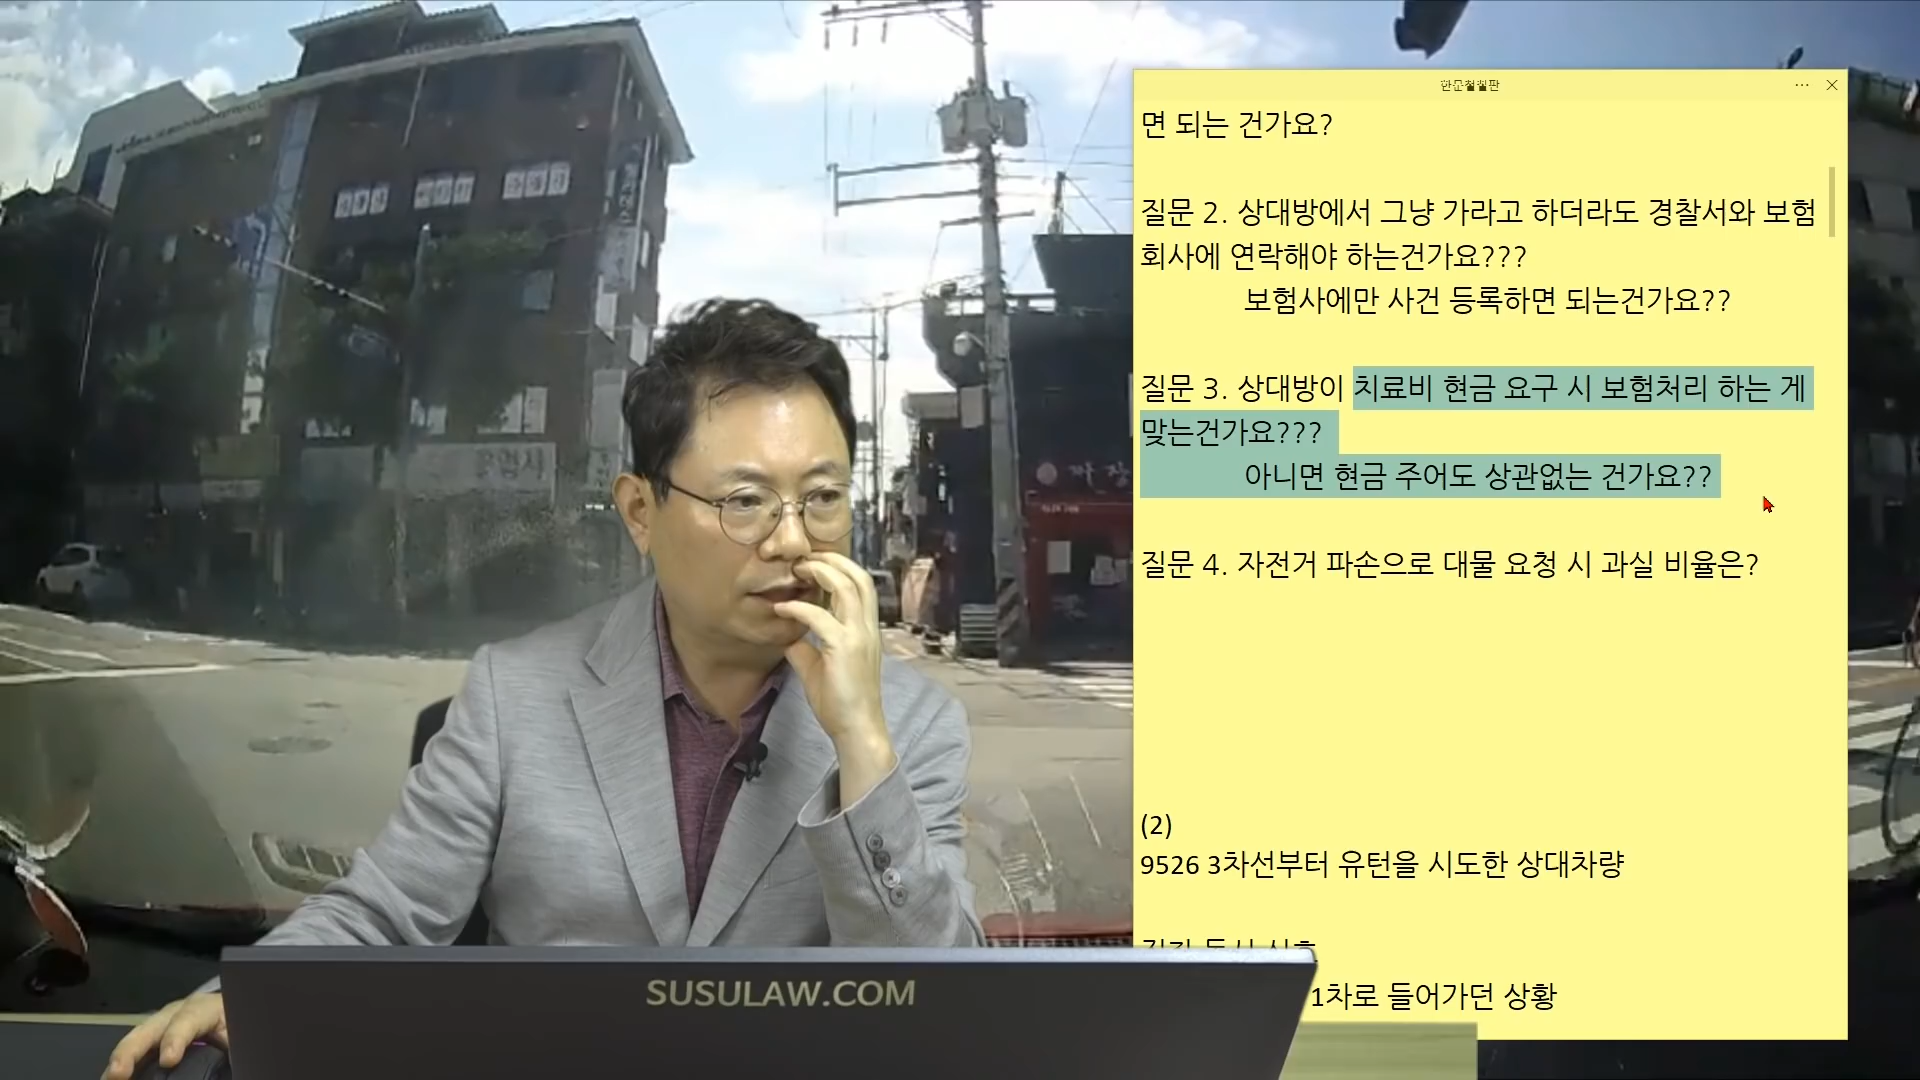 한문철칠판
면 되는 건가요?
질문 2. 상대방에서 그냥 가라고 하더라도 경찰서와 보험
회사에 연락해야 하는건가요???
보험사에만 사건 등록하면 되는건가요??
질문 3. 상대방이 치료비 현금 요구 시 보험처리 하는 게
맞는건가요???
아니면 현금 주어도 상관없는 건가요??
질문 4. 자전거 파손으로 대물 요청 시 과실 비율은?
(2)
9526 3차선부터 유턴을 시도한 상대차량
1차로 들어가던 상황
SUSULAW.COM